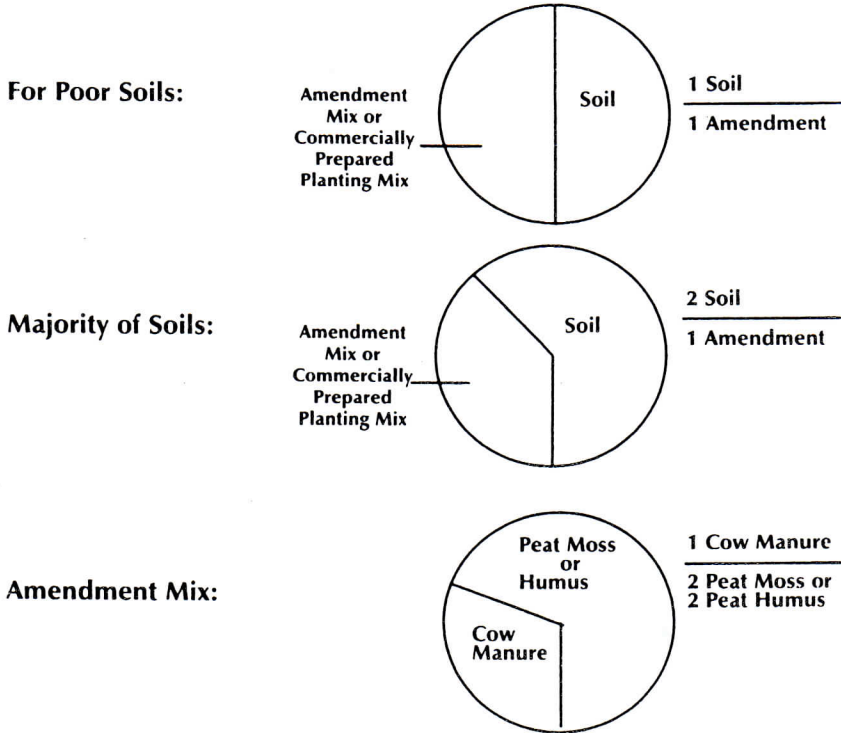 For Poor Soils:
Amendment
Mix or
Commercially
Prepared
Planting Mix
Soil
1 Soil
1 Amendment
Majority of Soils:
Amendment
Mix or
Commercially
Prepared
Planting Mix
Soil
2 Soil
1 Amendment
Amendment Mix:
Peat Moss
or
Humus
Cow
Manure
1 Cow Manure
2 Peat Moss or
2 Peat Humus